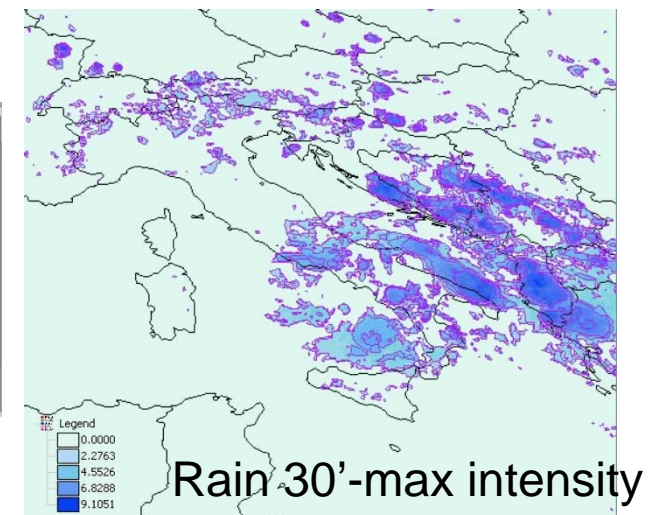 Legend
0.0000
2.2763
4.5526
6.8288
9.1051
Rain 30’-max intensity